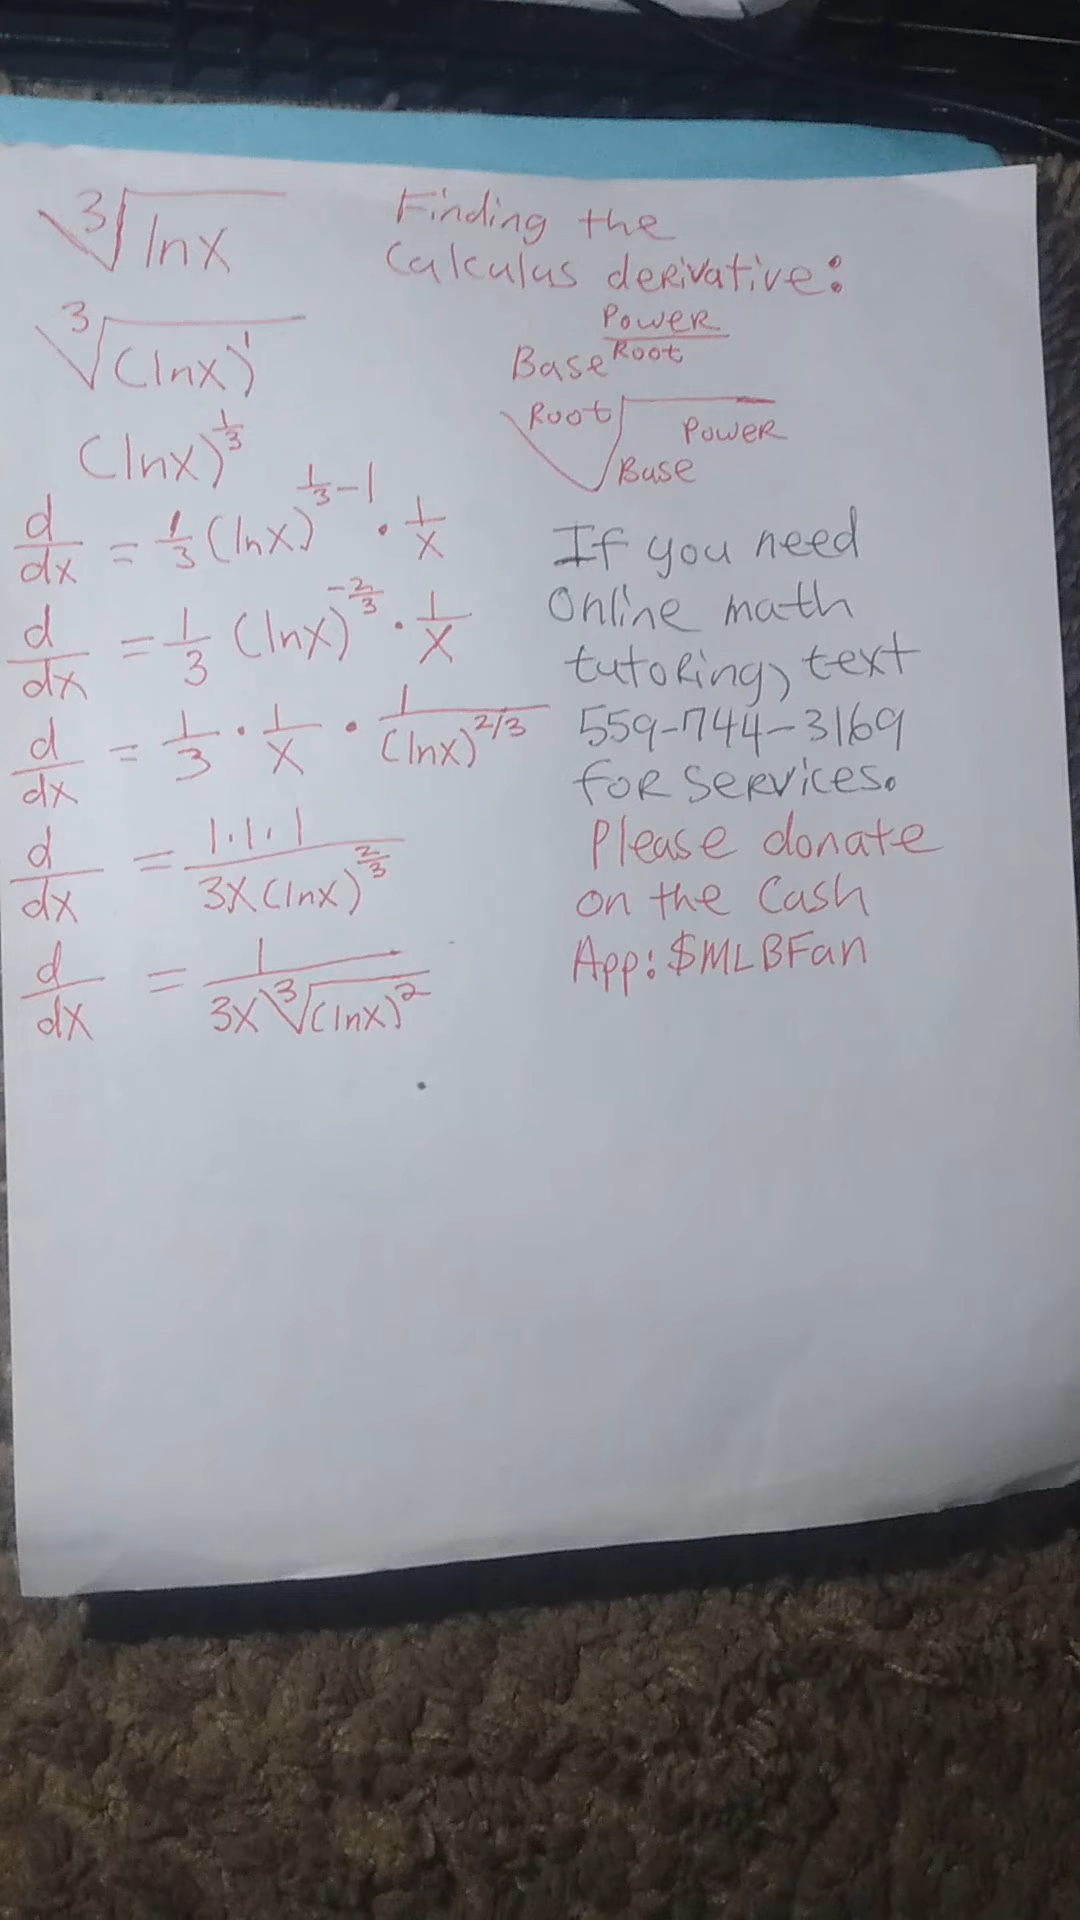 ∛lnx
Finding the
Calculus derivative:
∛(lnx)¹
Power
Base Root
(lnx)^(1/3)
Root Power
Base
d/dx = 1/3 (lnx)^(1/3 - 1) · 1/x
d/dx = 1/3 (lnx)^(-2/3) · 1/x
d/dx = 1/3 · 1/x · 1/(lnx)^(2/3)
d/dx = 1·1·1/3x(lnx)^(2/3)
d/dx = 1/3x∛(lnx)²
If you need
Online math
tutoring, text
559-744-3169
for services.
Please donate
on the Cash
App: $MLBFan